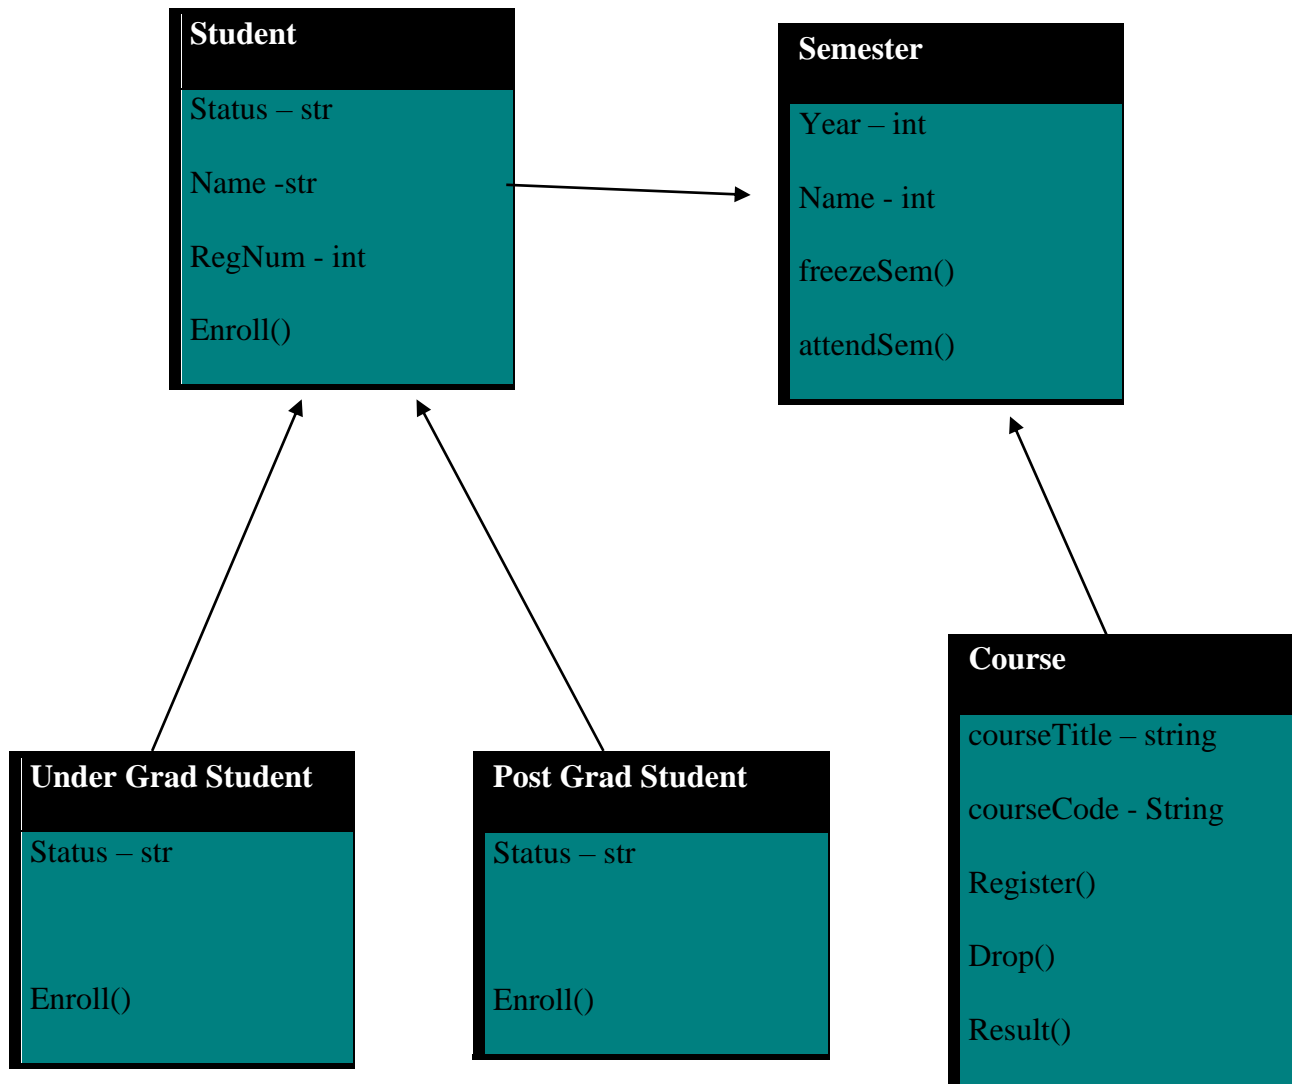 Student
Status – str
Name -str
RegNum - int
Enroll()
Semester
Year – int
Name - int
freezeSem()
attendSem()
Under Grad Student
Status – str
Enroll()
Post Grad Student
Status – str
Enroll()
Course
courseTitle – string
courseCode - String
Register()
Drop()
Result()